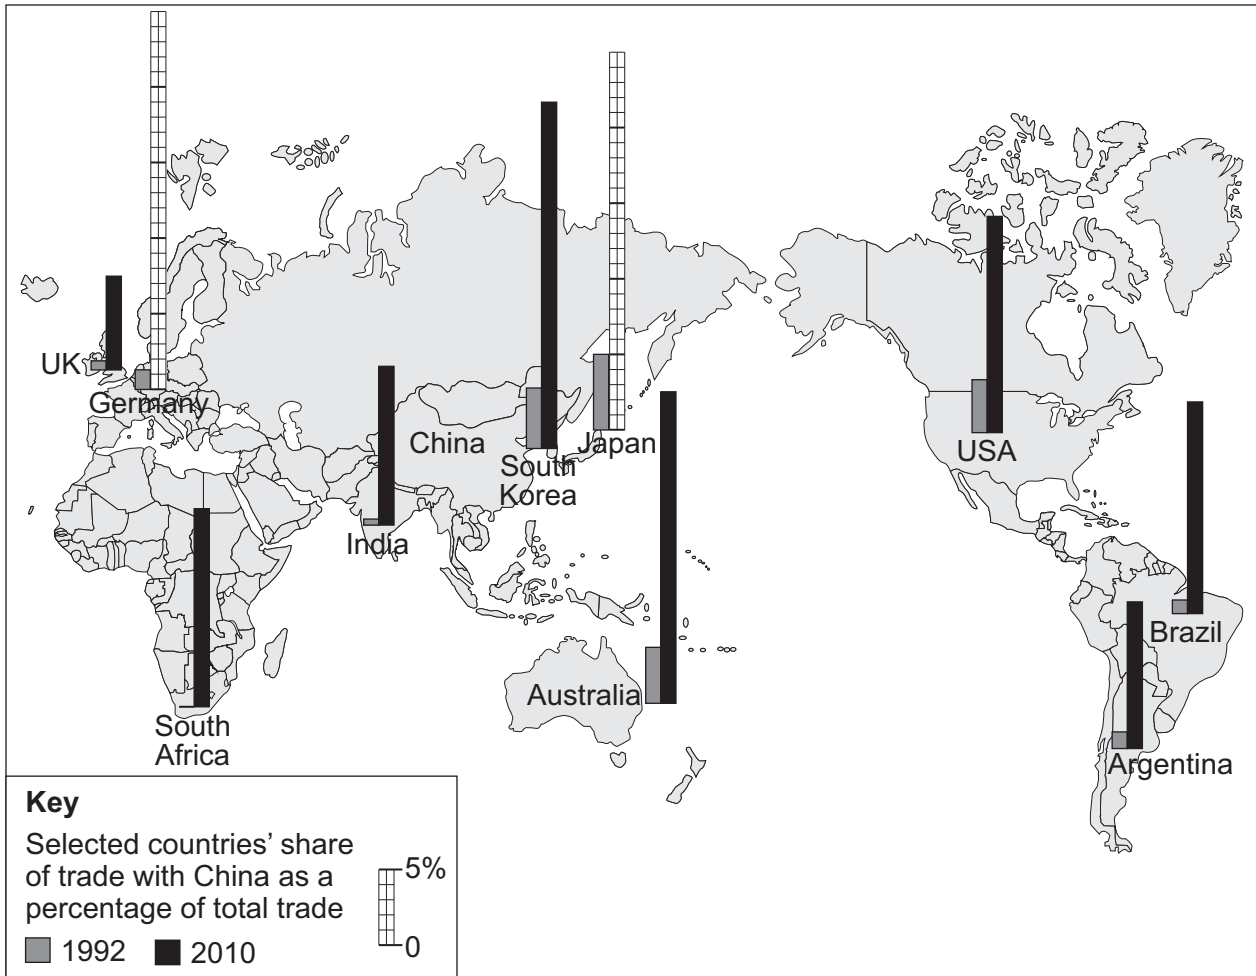 UK
Germany
China
South
Korea
Japan
India
USA
Brazil
Australia
South
Africa
Argentina
Key
Selected countries’ share
of trade with China as a
percentage of total trade
5%
0
1992
2010